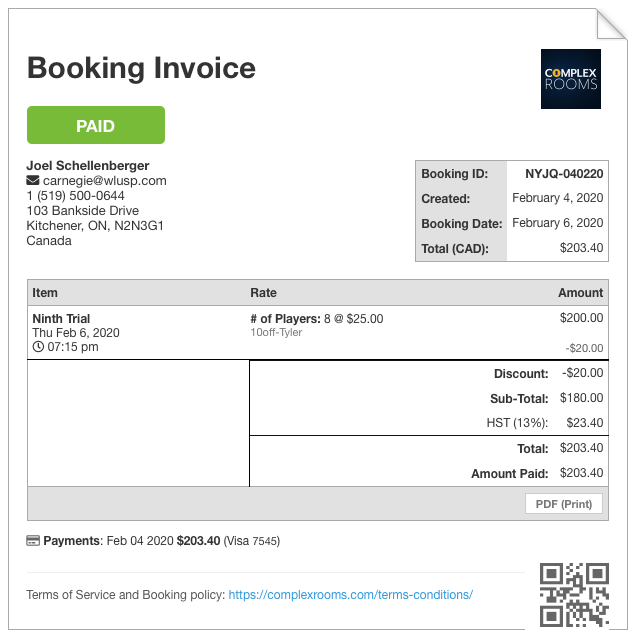 Booking Invoice
COMPLEX
ROOMS
PAID
Joel Schellenberger
carnegie@wlusp.com
1 (519) 500-0644
103 Bankside Drive
Kitchener, ON, N2N3G1
Canada
Booking ID: NYJQ-040220
Created: February 4, 2020
Booking Date: February 6, 2020
Total (CAD): $203.40
Item Rate Amount
Ninth Trial # of Players: 8 @ $25.00 $200.00
Thu Feb 6, 2020 10off-Tyler
07:15 pm -$20.00
Discount: -$20.00
Sub-Total: $180.00
HST (13%): $23.40
Total: $203.40
Amount Paid: $203.40
PDF (Print)
Payments: Feb 04 2020 $203.40 (Visa 7545)
Terms of Service and Booking policy: https://complexrooms.com/terms-conditions/